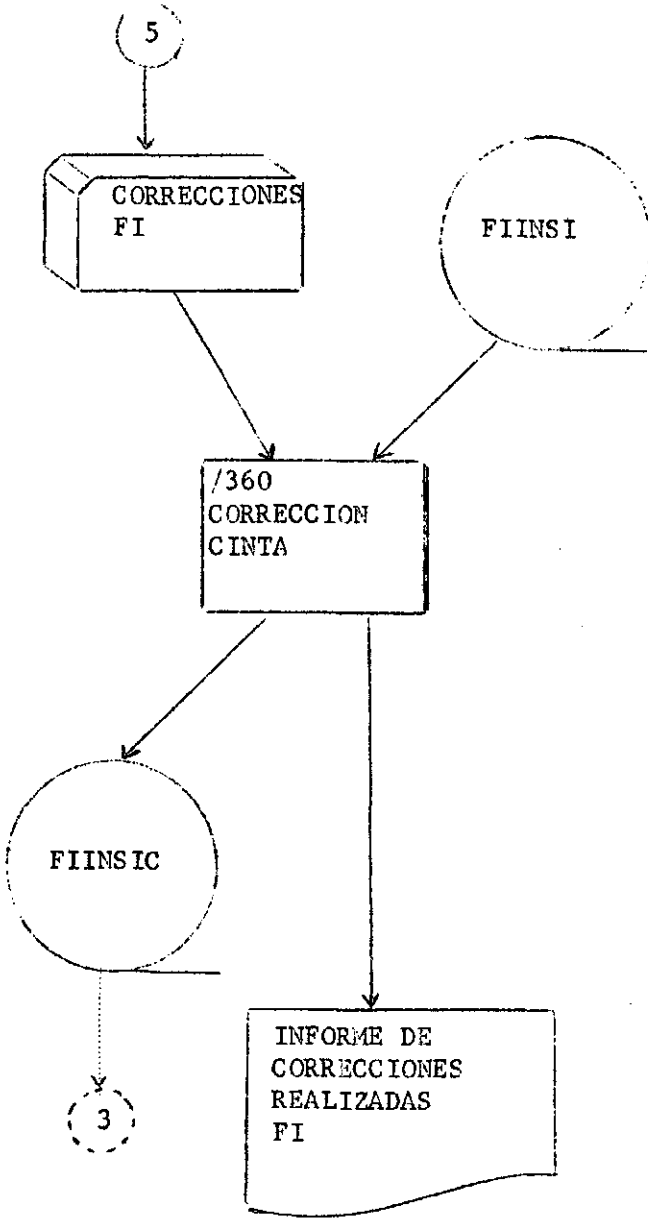 5
CORRECCIONES
FI
FIINSI
/360
CORRECCION
CINTA
FIINSIC
INFORME DE
CORRECCIONES
REALIZADAS
FI
3